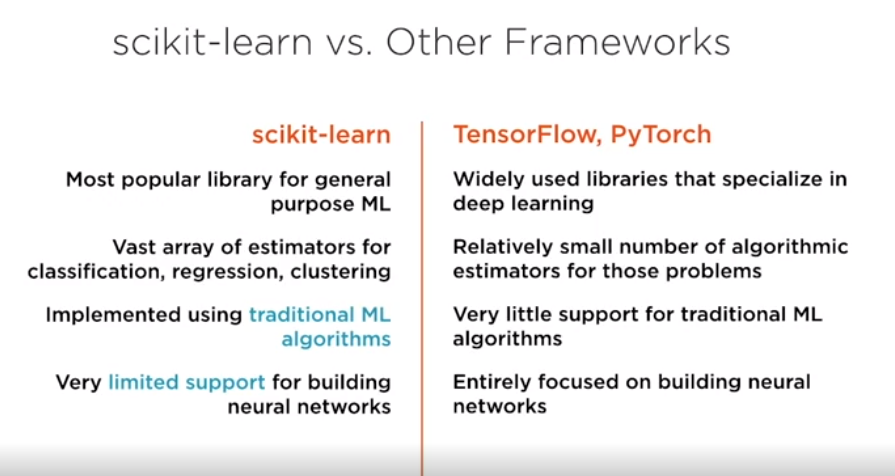 scikit-learn vs. Other Frameworks
scikit-learn
Most popular library for general
purpose ML
Vast array of estimators for
classification, regression, clustering
Implemented using traditional ML
algorithms
Very limited support for building
neural networks
TensorFlow, PyTorch
Widely used libraries that specialize in
deep learning
Relatively small number of algorithmic
estimators for those problems
Very little support for traditional ML
algorithms
Entirely focused on building neural
networks